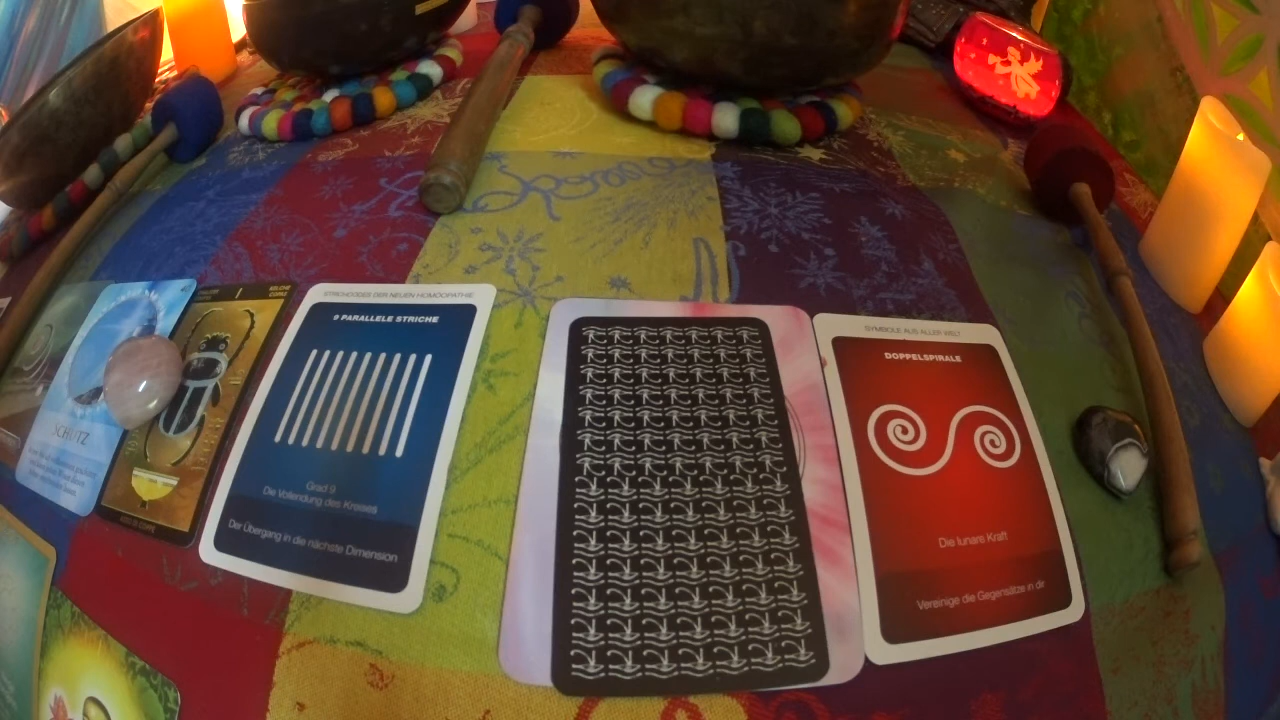 STRICHCODES DER NEUEN HOMÖOPATHIE
9 PARALLELE STRICHE
Grad 9
Die Vollendung des Kreises
Der Übergang in die nächste Dimension
SYMBOLE AUS ALLER WELT
DOPPELSPIRALE
Die lunare Kraft
Vereinige die Gegensätze in dir
SCHUTZ
I
KELCHE